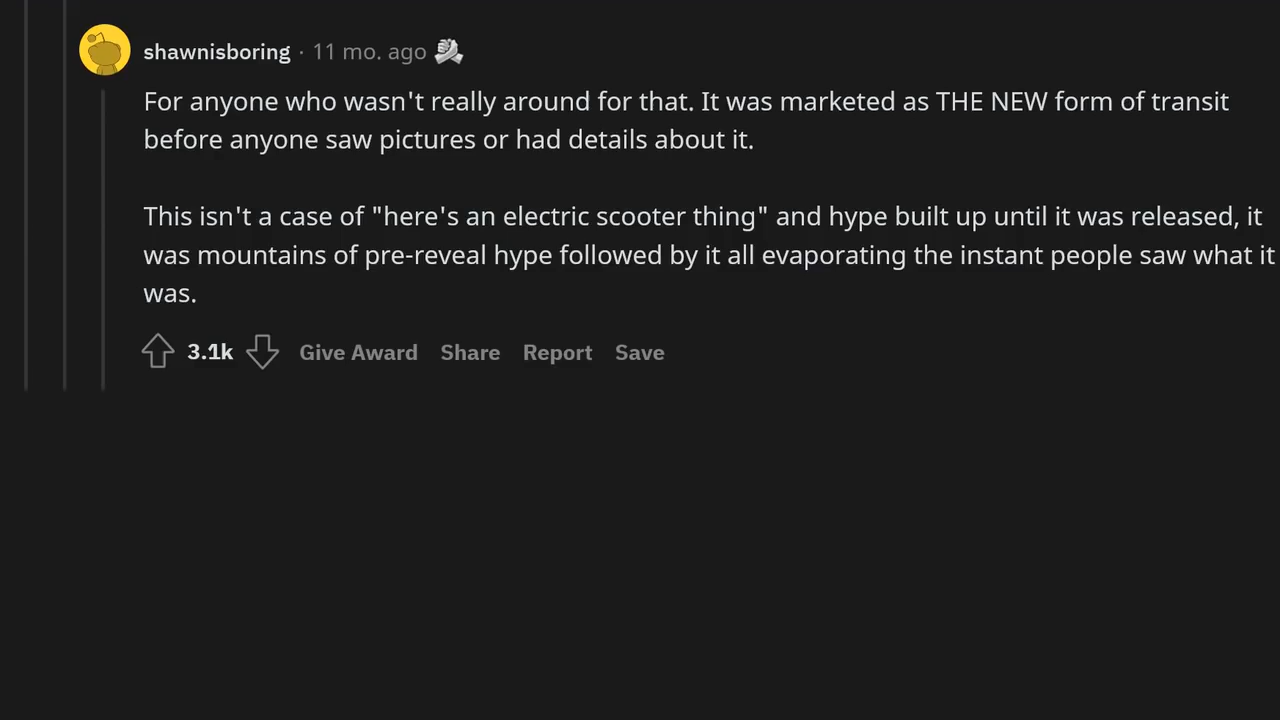 shawnisboring · 11 mo. ago
For anyone who wasn't really around for that. It was marketed as THE NEW form of transit
before anyone saw pictures or had details about it.
This isn't a case of "here's an electric scooter thing" and hype built up until it was released, it
was mountains of pre-reveal hype followed by it all evaporating the instant people saw what it
was.
3.1k Give Award Share Report Save